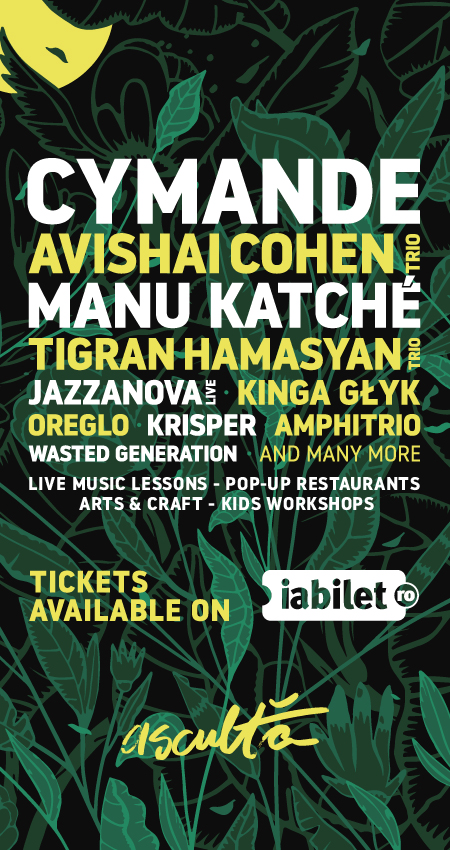 CYMANDE
AVISHAI COHEN TRIO
MANU KATCHÉ
TIGRAN HAMASYAN TRIO
JAZZANOVA LIVE · KINGA GŁYK
OREGLO · KRISPER · AMPHITRIO
WASTED GENERATION · AND MANY MORE
LIVE MUSIC LESSONS - POP-UP RESTAURANTS
ARTS & CRAFT - KIDS WORKSHOPS
TICKETS
AVAILABLE ON
iabilet ro
ascultă